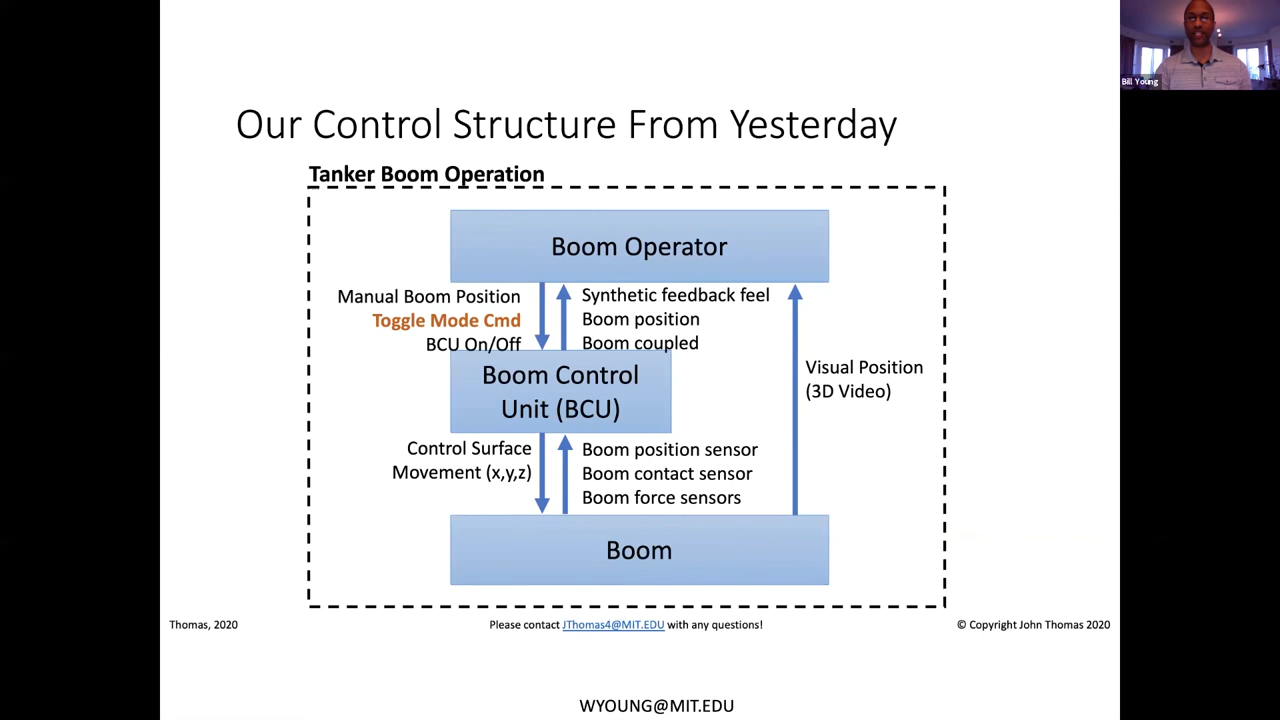 Bill Young
Our Control Structure From Yesterday
Tanker Boom Operation
Boom Operator
Manual Boom Position
Toggle Mode Cmd
BCU On/Off
Synthetic feedback feel
Boom position
Boom coupled
Visual Position
(3D Video)
Boom Control
Unit (BCU)
Control Surface
Movement (x,y,z)
Boom position sensor
Boom contact sensor
Boom force sensors
Boom
Thomas, 2020
Please contact JThomas4@MIT.EDU with any questions!
© Copyright John Thomas 2020
WYOUNG@MIT.EDU